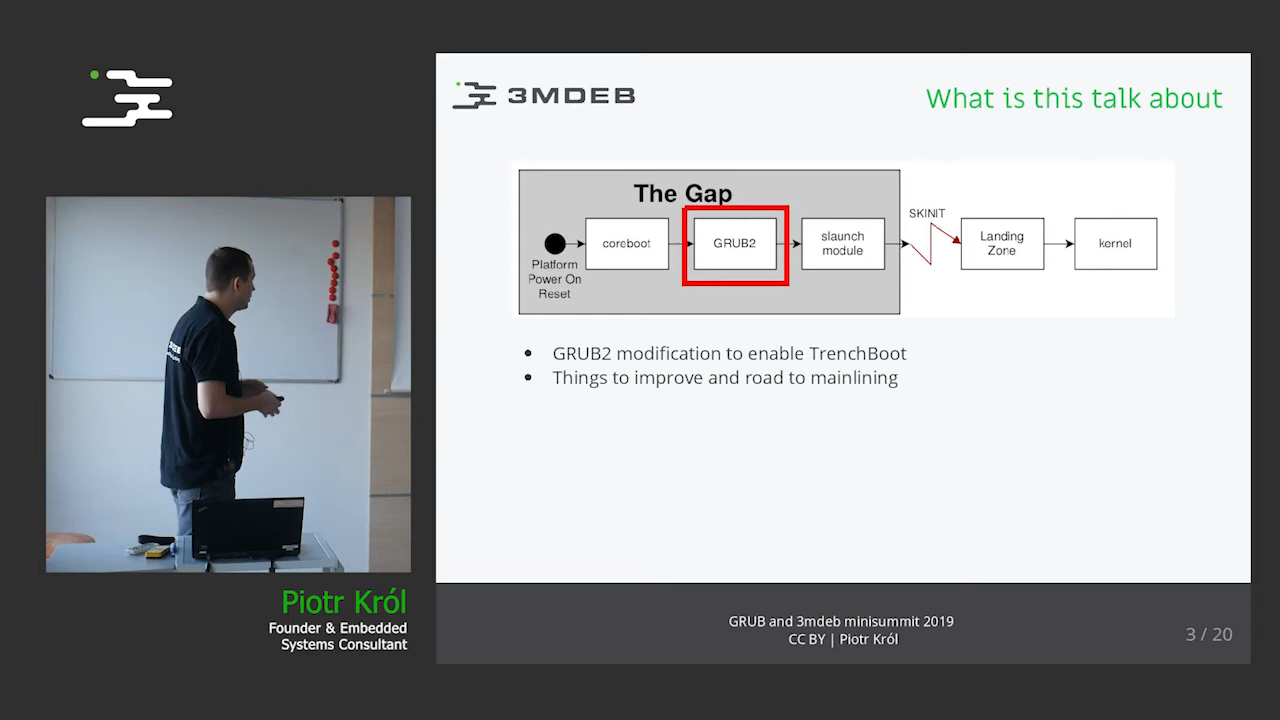 3MDEB
What is this talk about
The Gap
Platform
Power On
Reset
coreboot
GRUB2
slaunch
module
SKINIT
Landing
Zone
kernel
• GRUB2 modification to enable TrenchBoot
• Things to improve and road to mainlining
Piotr Król
Founder & Embedded
Systems Consultant
GRUB and 3mdeb minisummit 2019
CC BY | Piotr Król
3 / 20